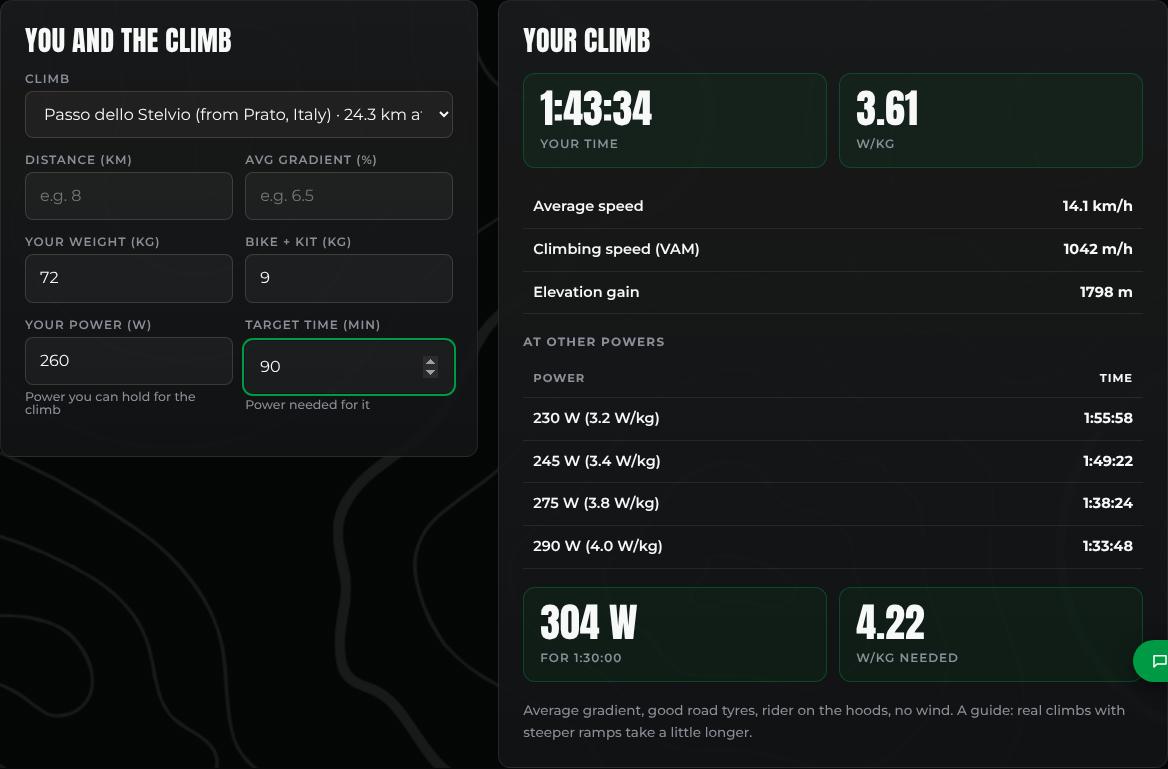 YOU AND THE CLIMB
CLIMB
Passo dello Stelvio (from Prato, Italy) · 24.3 km at
DISTANCE (KM)
AVG GRADIENT (%)
e.g. 8
e.g. 6.5
YOUR WEIGHT (KG)
BIKE + KIT (KG)
72
9
YOUR POWER (W)
TARGET TIME (MIN)
260
90
Power you can hold for the
climb
Power needed for it
YOUR CLIMB
1:43:34
YOUR TIME
3.61
W/KG
Average speed 14.1 km/h
Climbing speed (VAM) 1042 m/h
Elevation gain 1798 m
AT OTHER POWERS
POWER TIME
230 W (3.2 W/kg) 1:55:58
245 W (3.4 W/kg) 1:49:22
275 W (3.8 W/kg) 1:38:24
290 W (4.0 W/kg) 1:33:48
304 W
FOR 1:30:00
4.22
W/KG NEEDED
Average gradient, good road tyres, rider on the hoods, no wind. A guide: real climbs with
steeper ramps take a little longer.